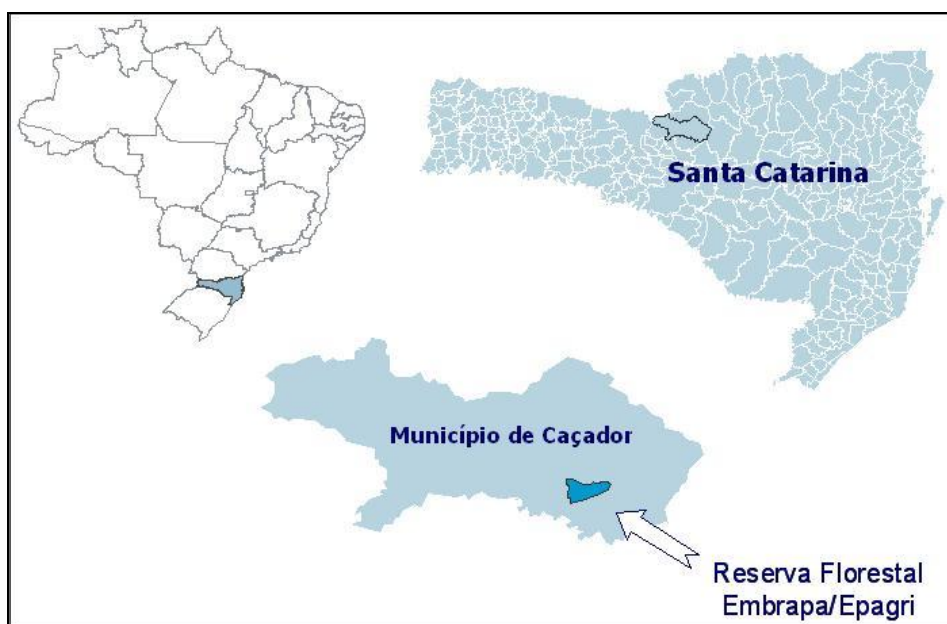 Santa Catarina
Município de Caçador
Reserva Florestal
Embrapa/Epagri